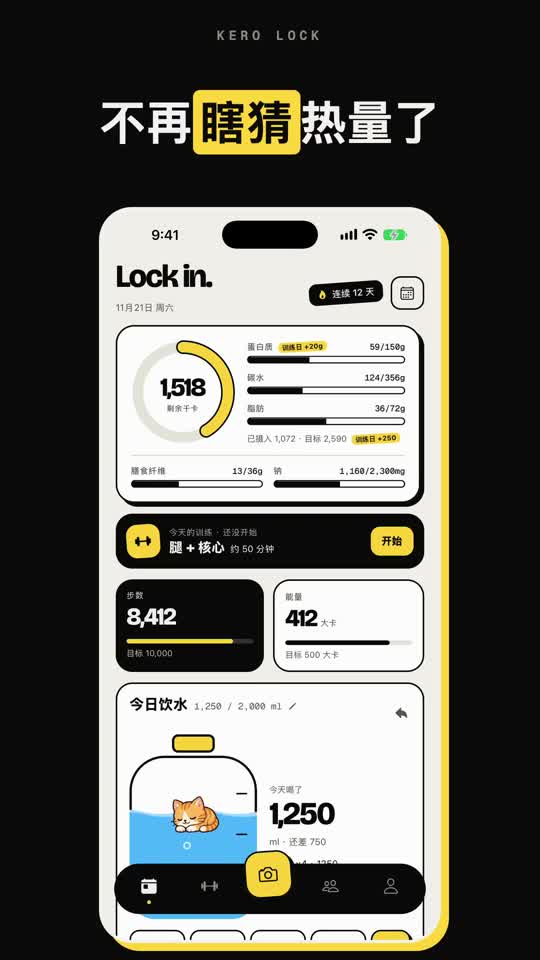 KERO LOCK
不再瞎猜热量了
9:41
Lock in.
连续 12 天
11月21日 周六
1,518
剩余千卡
蛋白质 训练日 +20g 59/150g
碳水 124/356g
脂肪 36/72g
已摄入 1,072 · 目标 2,590 训练日 +250
膳食纤维 13/36g
钠 1,160/2,300mg
今天的训练 · 还没开始
腿 + 核心 约 50 分钟
开始
步数
8,412
目标 10,000
能量
412 大卡
目标 500 大卡
今日饮水 1,250 / 2,000 ml
今天喝了
1,250
ml · 还差 750